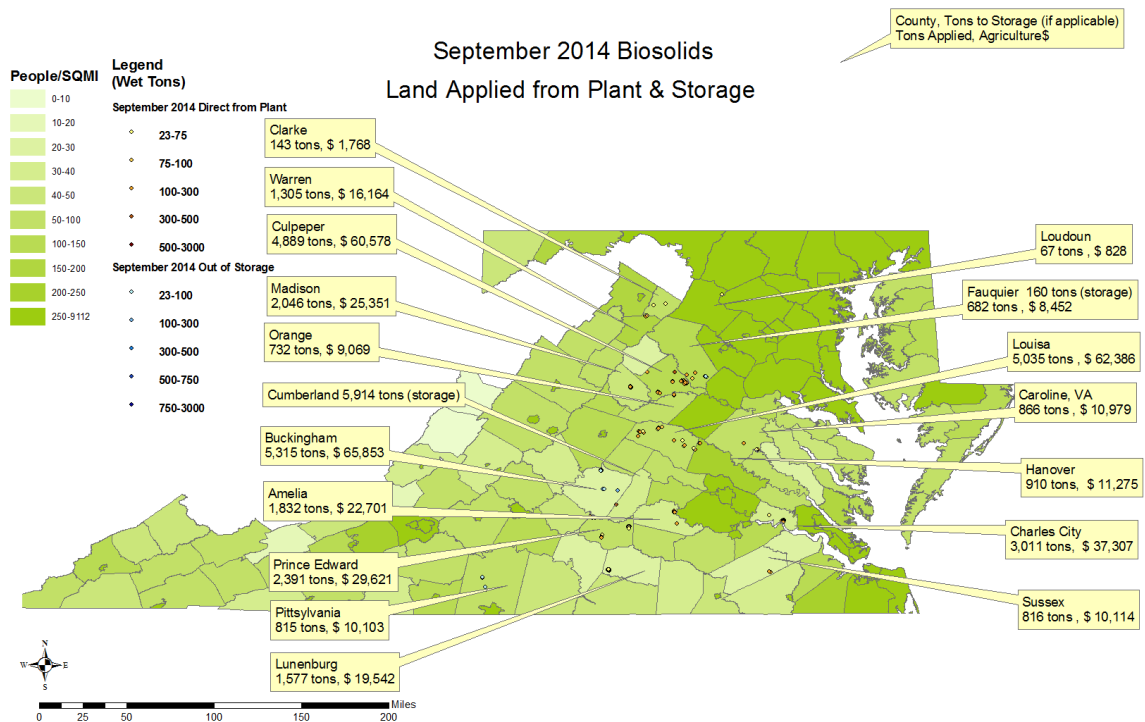 County, Tons to Storage (if applicable)
Tons Applied, Agriculture$
September 2014 Biosolids
Land Applied from Plant & Storage
People/SQMI
0-10
10-20
20-30
30-40
40-50
50-100
100-150
150-200
200-250
250-9112
Legend
(Wet Tons)
September 2014 Direct from Plant
23-75
75-100
100-300
300-500
500-3000
September 2014 Out of Storage
23-100
100-300
300-500
500-750
750-3000
Clarke
143 tons, $ 1,768
Warren
1,305 tons, $ 16,164
Culpeper
4,889 tons, $ 60,578
Madison
2,046 tons, $ 25,351
Orange
732 tons, $ 9,069
Cumberland 5,914 tons (storage)
Buckingham
5,315 tons, $ 65,853
Amelia
1,832 tons, $ 22,701
Prince Edward
2,391 tons, $ 29,621
Pittsylvania
815 tons, $ 10,103
Lunenburg
1,577 tons, $ 19,542
Loudoun
67 tons , $ 828
Fauquier 160 tons (storage)
682 tons , $ 8,452
Louisa
5,035 tons , $ 62,386
Caroline, VA
866 tons, $ 10,979
Hanover
910 tons, $ 11,275
Charles City
3,011 tons, $ 37,307
Sussex
816 tons , $ 10,114
N
W E
S
Miles
0 25 50 100 150 200